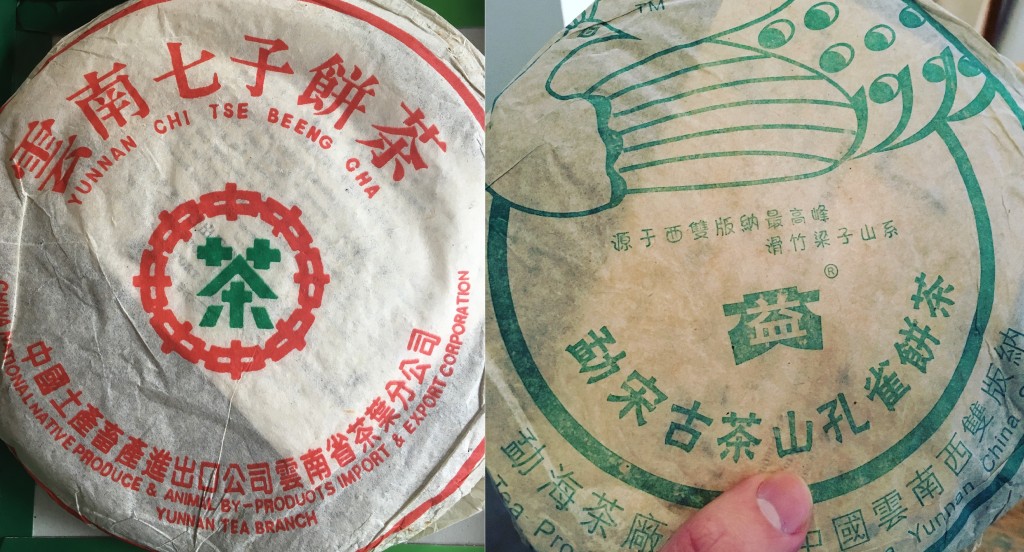 雲南七子餅茶
YUNNAN CHI TSE BEENG CHA
茶
中國土產畜產進出口公司雲南省茶葉分公司
NATIONAL NATIVE PRODUCE & ANIMAL BY-PRODUCTS IMPORT & EXPORT CORPORATION
YUNNAN TEA BRANCH
TM
源于西雙版納最高峰
滑竹梁子山系
®
益
勐宋古茶山孔雀餅茶
勐海茶廠
中國雲南西雙版納
Tea Pro
Yunnan China